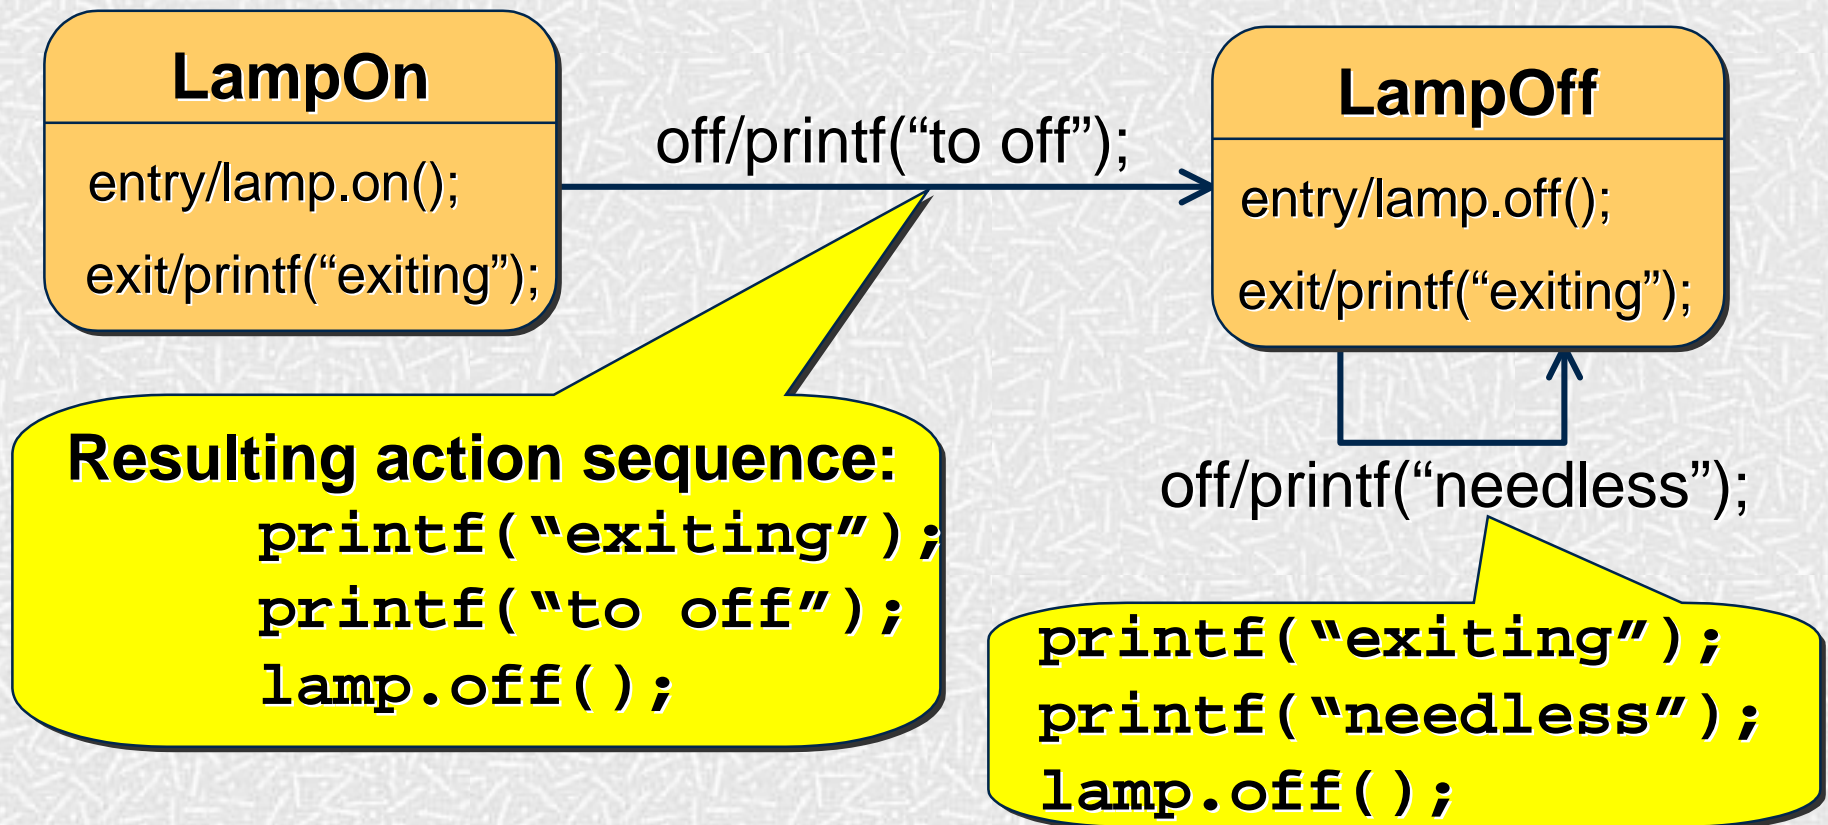 LampOn
entry/lamp.on();
exit/printf(“exiting”);
off/printf(“to off”);
LampOff
entry/lamp.off();
exit/printf(“exiting”);
off/printf(“needless”);
Resulting action sequence:
printf(“exiting”);
printf(“to off”);
lamp.off();
printf(“exiting”);
printf(“needless”);
lamp.off();